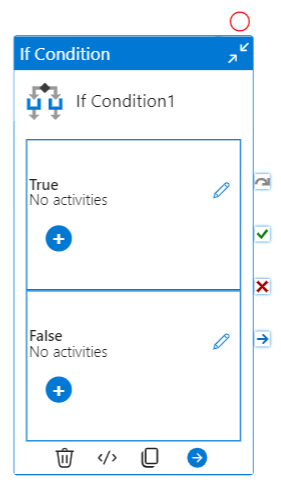 If Condition
If Condition1
True
No activities
False
No activities